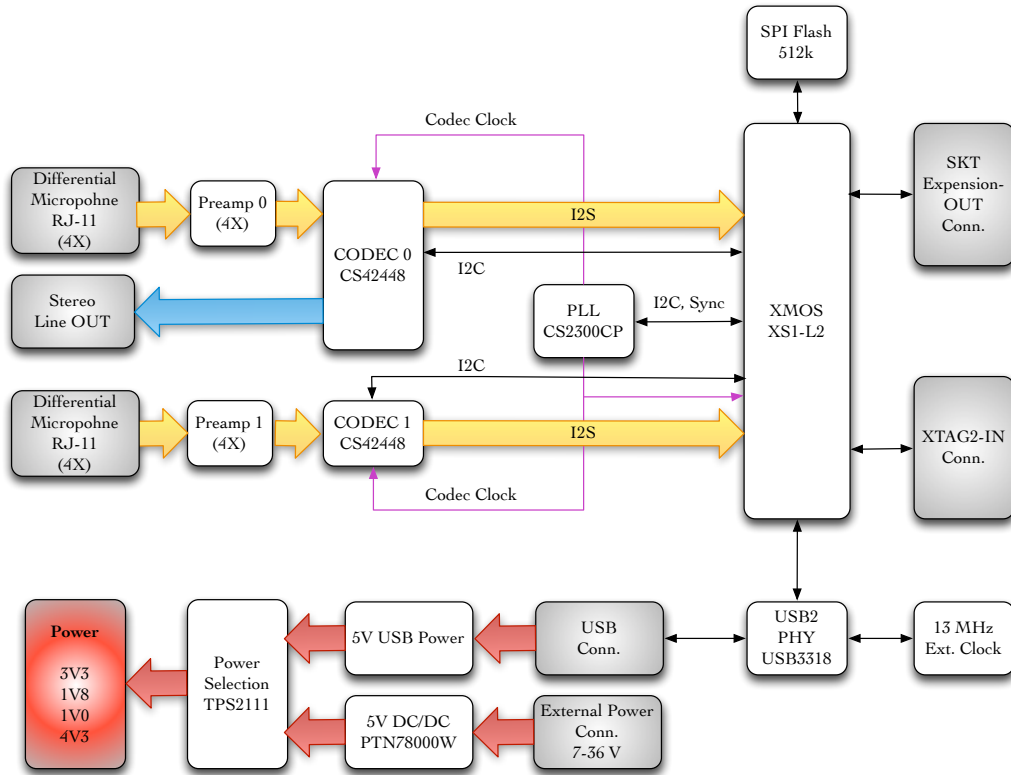 SPI Flash
512k
Codec Clock
Differential
Micropohne
RJ-11
(4X)
Preamp 0
(4X)
CODEC 0
CS42448
I2S
I2C
SKT
Expension-
OUT
Conn.
Stereo
Line OUT
PLL
CS2300CP
I2C, Sync
XMOS
XS1-L2
I2C
Differential
Micropohne
RJ-11
(4X)
Preamp 1
(4X)
CODEC 1
CS42448
I2S
XTAG2-IN
Conn.
Codec Clock
Power
3V3
1V8
1V0
4V3
Power
Selection
TPS2111
5V USB Power
USB
Conn.
USB2
PHY
USB3318
13 MHz
Ext. Clock
5V DC/DC
PTN78000W
External Power
Conn.
7-36 V